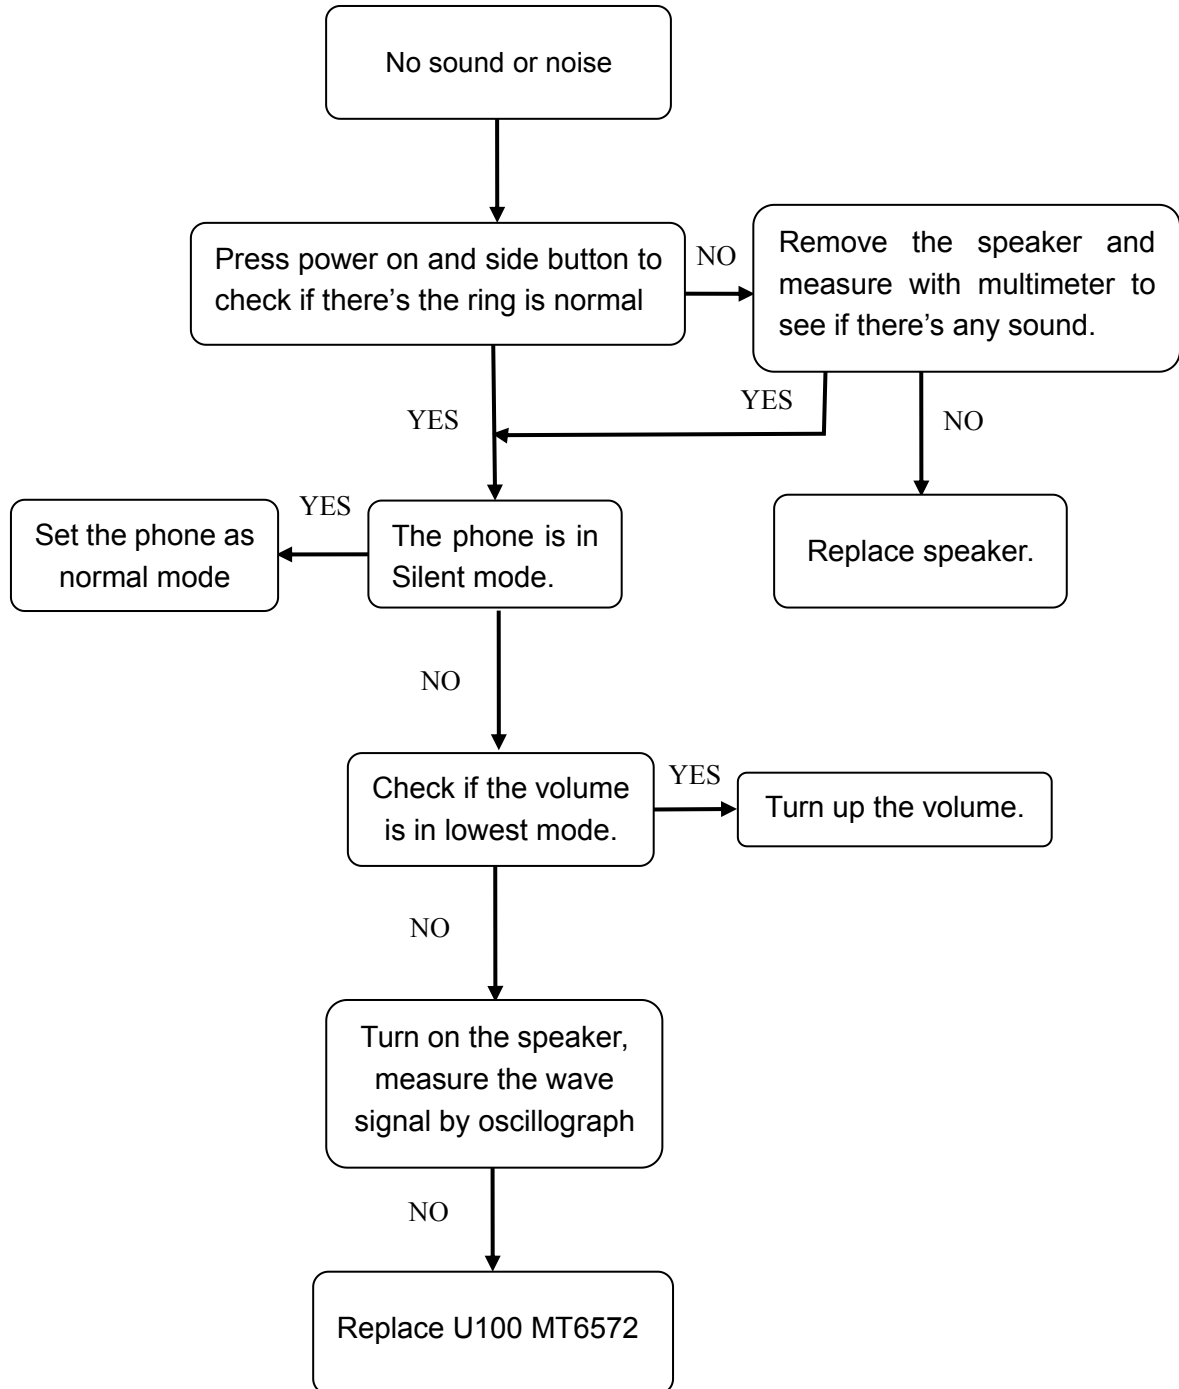 No sound or noise
Press power on and side button to
check if there’s the ring is normal
NO
Remove the speaker and
measure with multimeter to
see if there’s any sound.
YES
YES
NO
YES
Set the phone as
normal mode
The phone is in
Silent mode.
Replace speaker.
NO
Check if the volume
is in lowest mode.
YES
Turn up the volume.
NO
Turn on the speaker,
measure the wave
signal by oscillograph
NO
Replace U100 MT6572